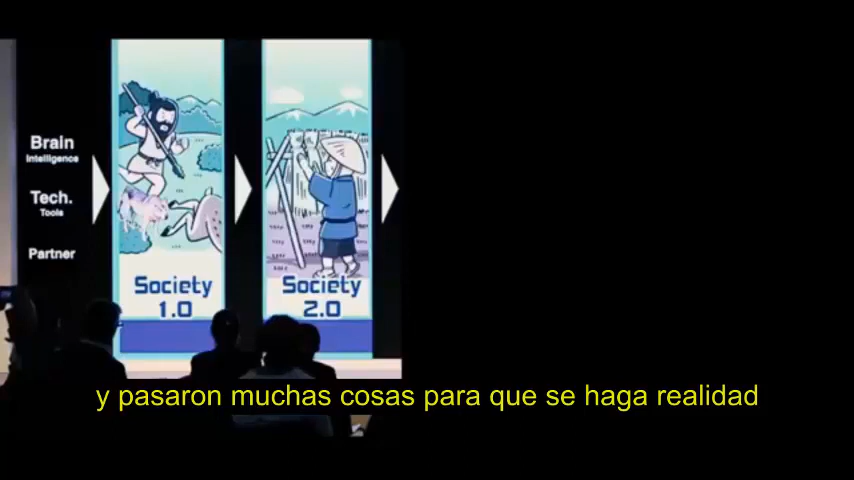 Brain
Intelligence
Tech.
Tools
Partner
Society
1.0
Society
2.0
y pasaron muchas cosas para que se haga realidad